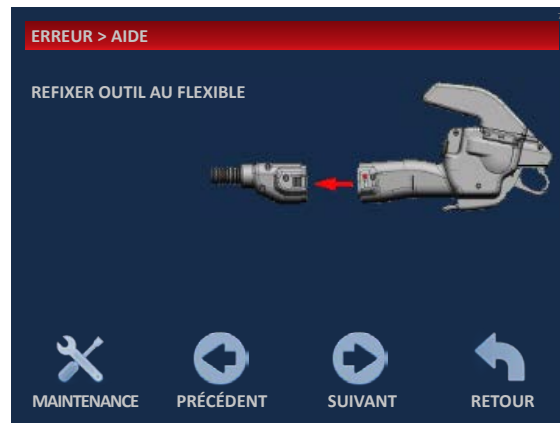 ERREUR > AIDE
REFIXER OUTIL AU FLEXIBLE
MAINTENANCE PRÉCÉDENT SUIVANT RETOUR